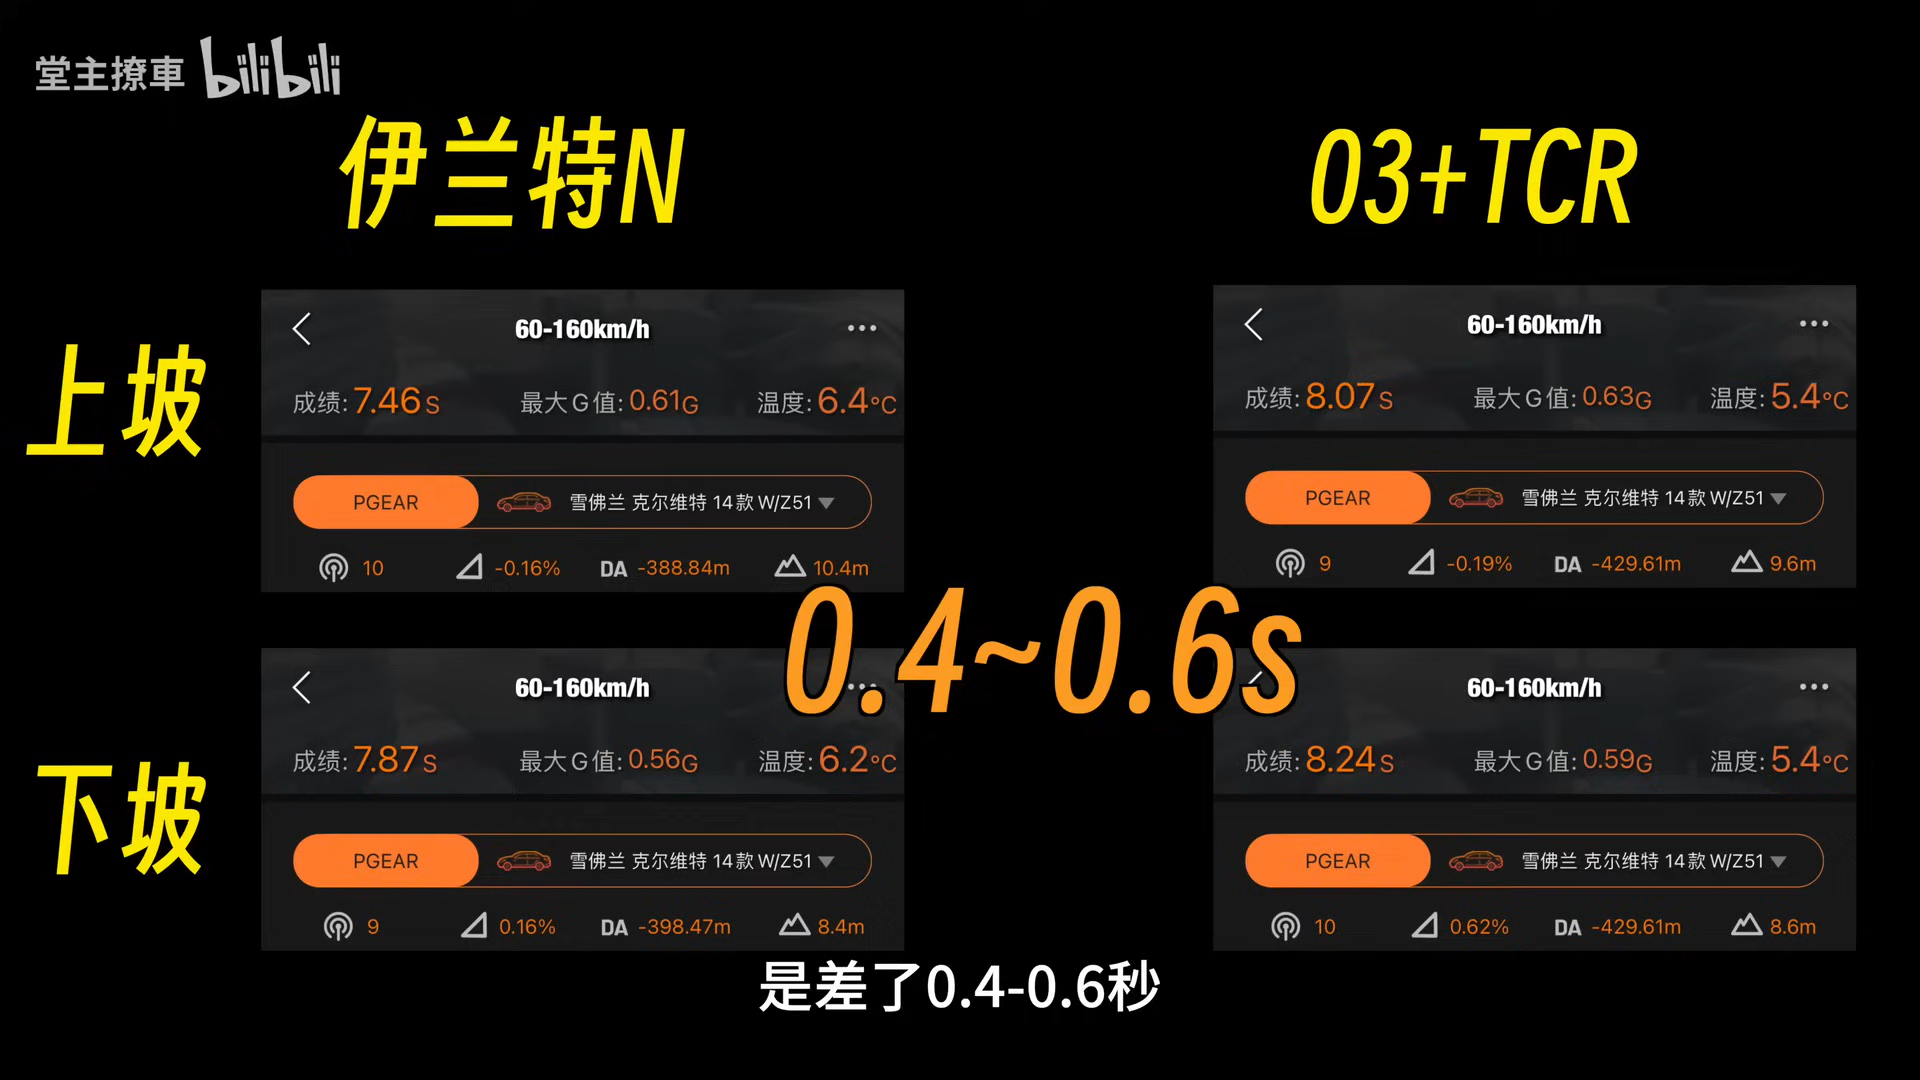 堂主撩車 bilibili
伊兰特N
03+TCR
上坡
60-160km/h
成绩: 7.46 S 最大G值: 0.61G 温度: 6.4°C
PGEAR 雪佛兰 克尔维特 14款 W/Z51
10 -0.16% DA -388.84m 10.4m
60-160km/h
成绩: 8.07 S 最大G值: 0.63G 温度: 5.4°C
PGEAR 雪佛兰 克尔维特 14款 W/Z51
9 -0.19% DA -429.61m 9.6m
0.4~0.6s
下坡
60-160km/h
成绩: 7.87 S 最大G值: 0.56G 温度: 6.2°C
PGEAR 雪佛兰 克尔维特 14款 W/Z51
9 0.16% DA -398.47m 8.4m
60-160km/h
成绩: 8.24 S 最大G值: 0.59G 温度: 5.4°C
PGEAR 雪佛兰 克尔维特 14款 W/Z51
10 0.62% DA -429.61m 8.6m
是差了0.4-0.6秒